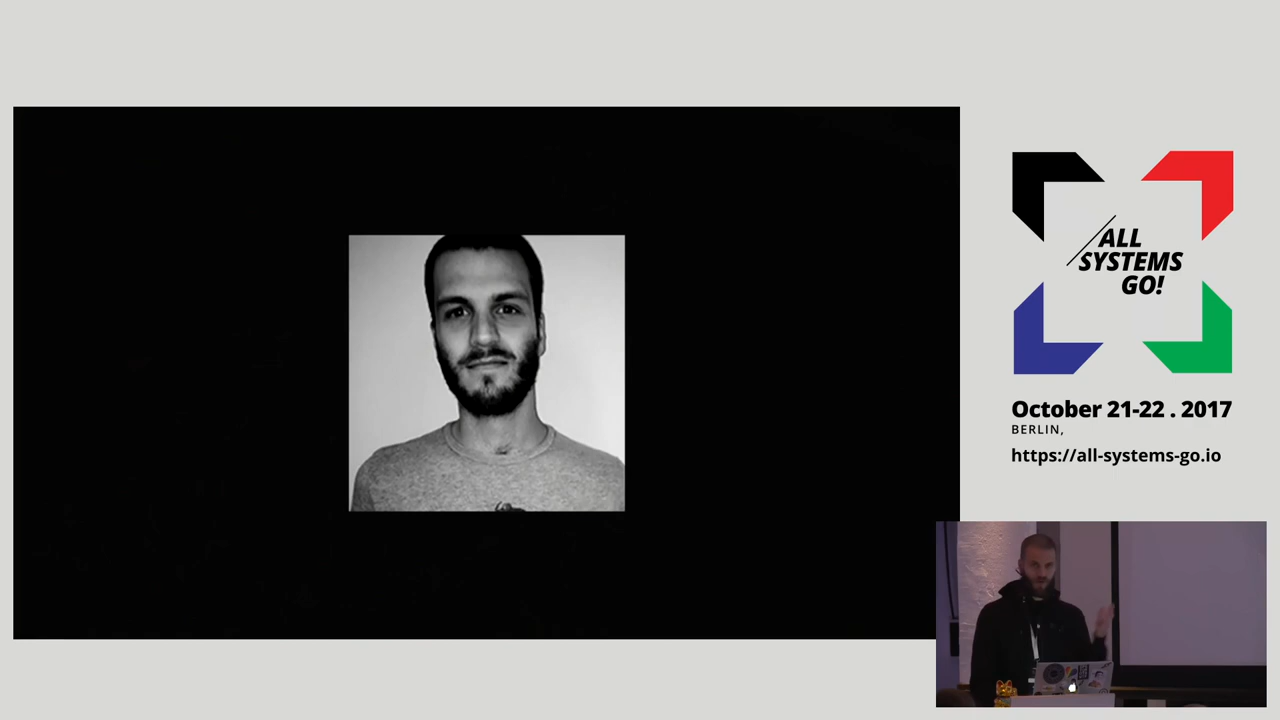 ALL
SYSTEMS
GO!
October 21-22 . 2017
BERLIN,
https://all-systems-go.io